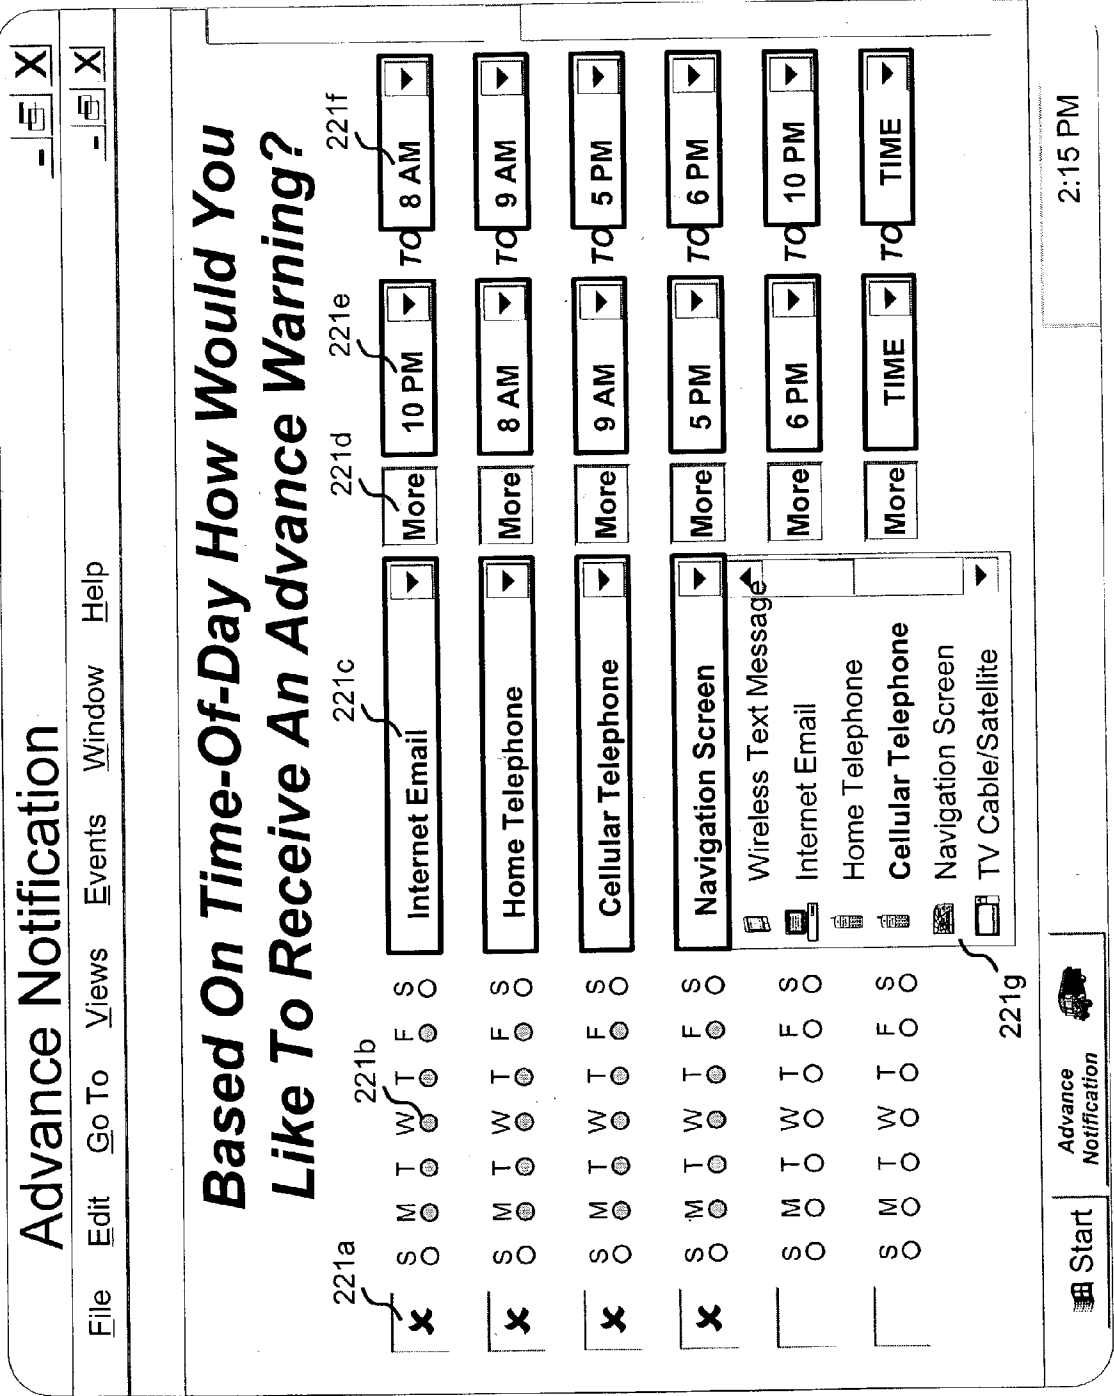 Advance Notification
File Edit Go To Views Events Window Help
Based On Time-Of-Day How Would You
Like To Receive An Advance Warning?
221a 221b 221c 221d 221e 221f
S M T W T F S Internet Email More 10 PM TO 8 AM
S M T W T F S Home Telephone More 8 AM TO 9 AM
S M T W T F S Cellular Telephone More 9 AM TO 5 PM
S M T W T F S Navigation Screen More 5 PM TO 6 PM
S M T W T F S More 6 PM TO 10 PM
S M T W T F S More TIME TO TIME
Wireless Text Message
Internet Email
Home Telephone
Cellular Telephone
Navigation Screen
TV Cable/Satellite
221g
Start Advance Notification 2:15 PM